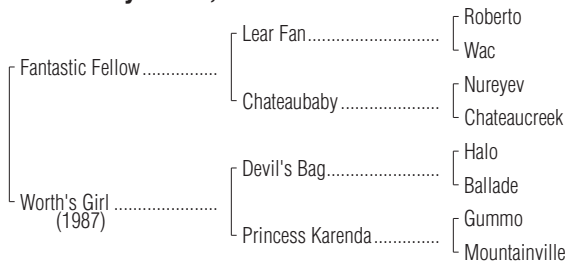 Roberto
Lear Fan
Wac
Fantastic Fellow
Nureyev
Chateaubaby
Chateaucreek
Halo
Devil's Bag
Ballade
Worth's Girl
(1987)
Gummo
Princess Karenda
Mountainville